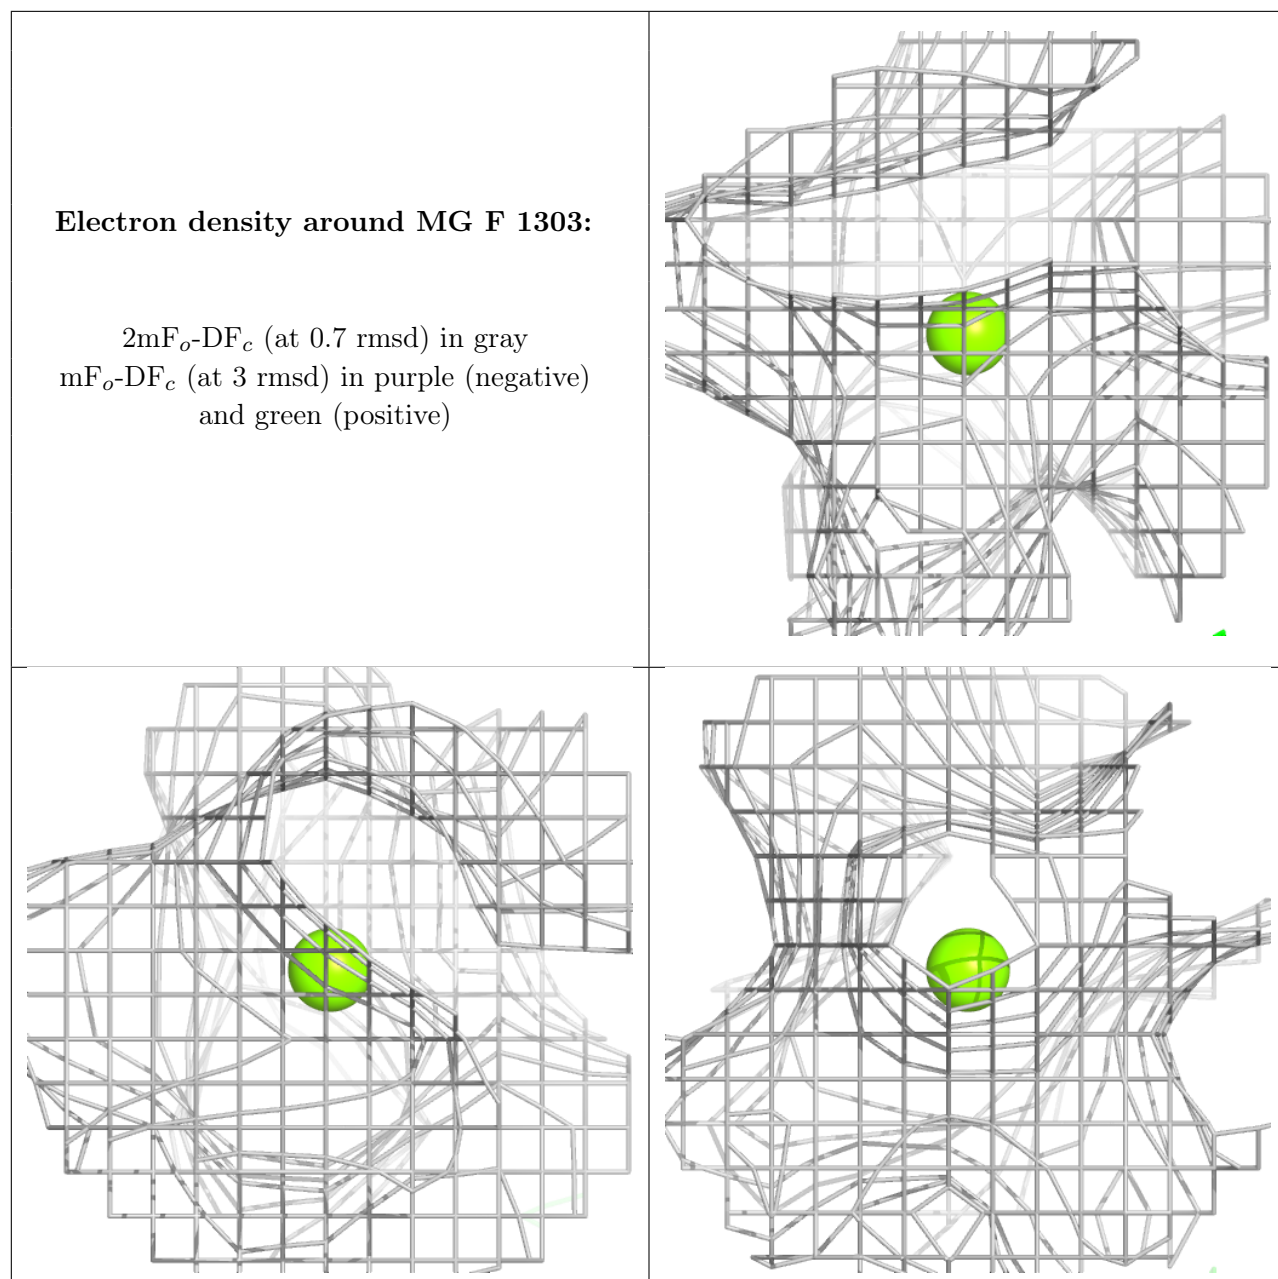 Electron density around MG F 1303:
2mFo-DFc (at 0.7 rmsd) in gray
mFo-DFc (at 3 rmsd) in purple (negative)
and green (positive)